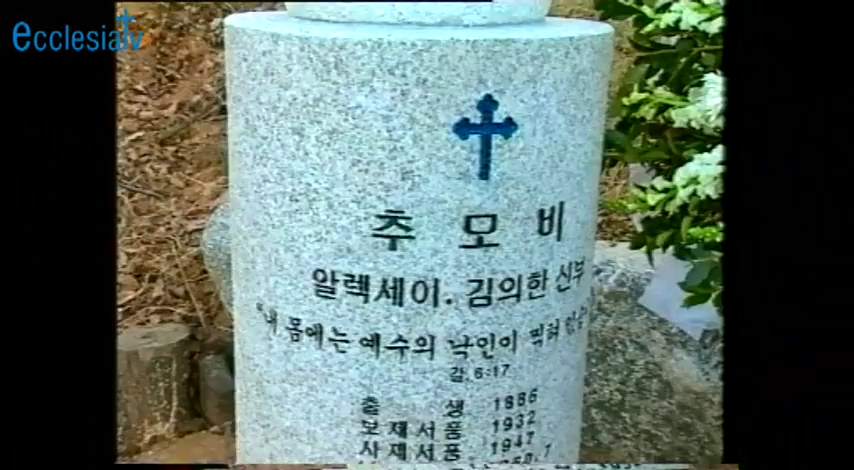 ecclesiatv
추모비
알렉세이. 김의한 신부
"내 몸에는 예수의 낙인이 찍혀 있습
갈, 6:17
출 생 1886
보제서품 1932
사제서품 1947